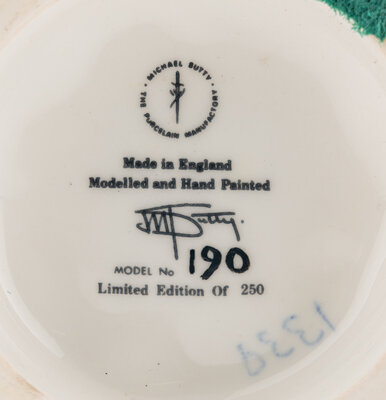 · MICHAEL SUTTY ·
THE PORCELAIN MANUFACTORY
Made in England
Modelled and Hand Painted
M Sutty.
MODEL No 190
Limited Edition Of 250
1339